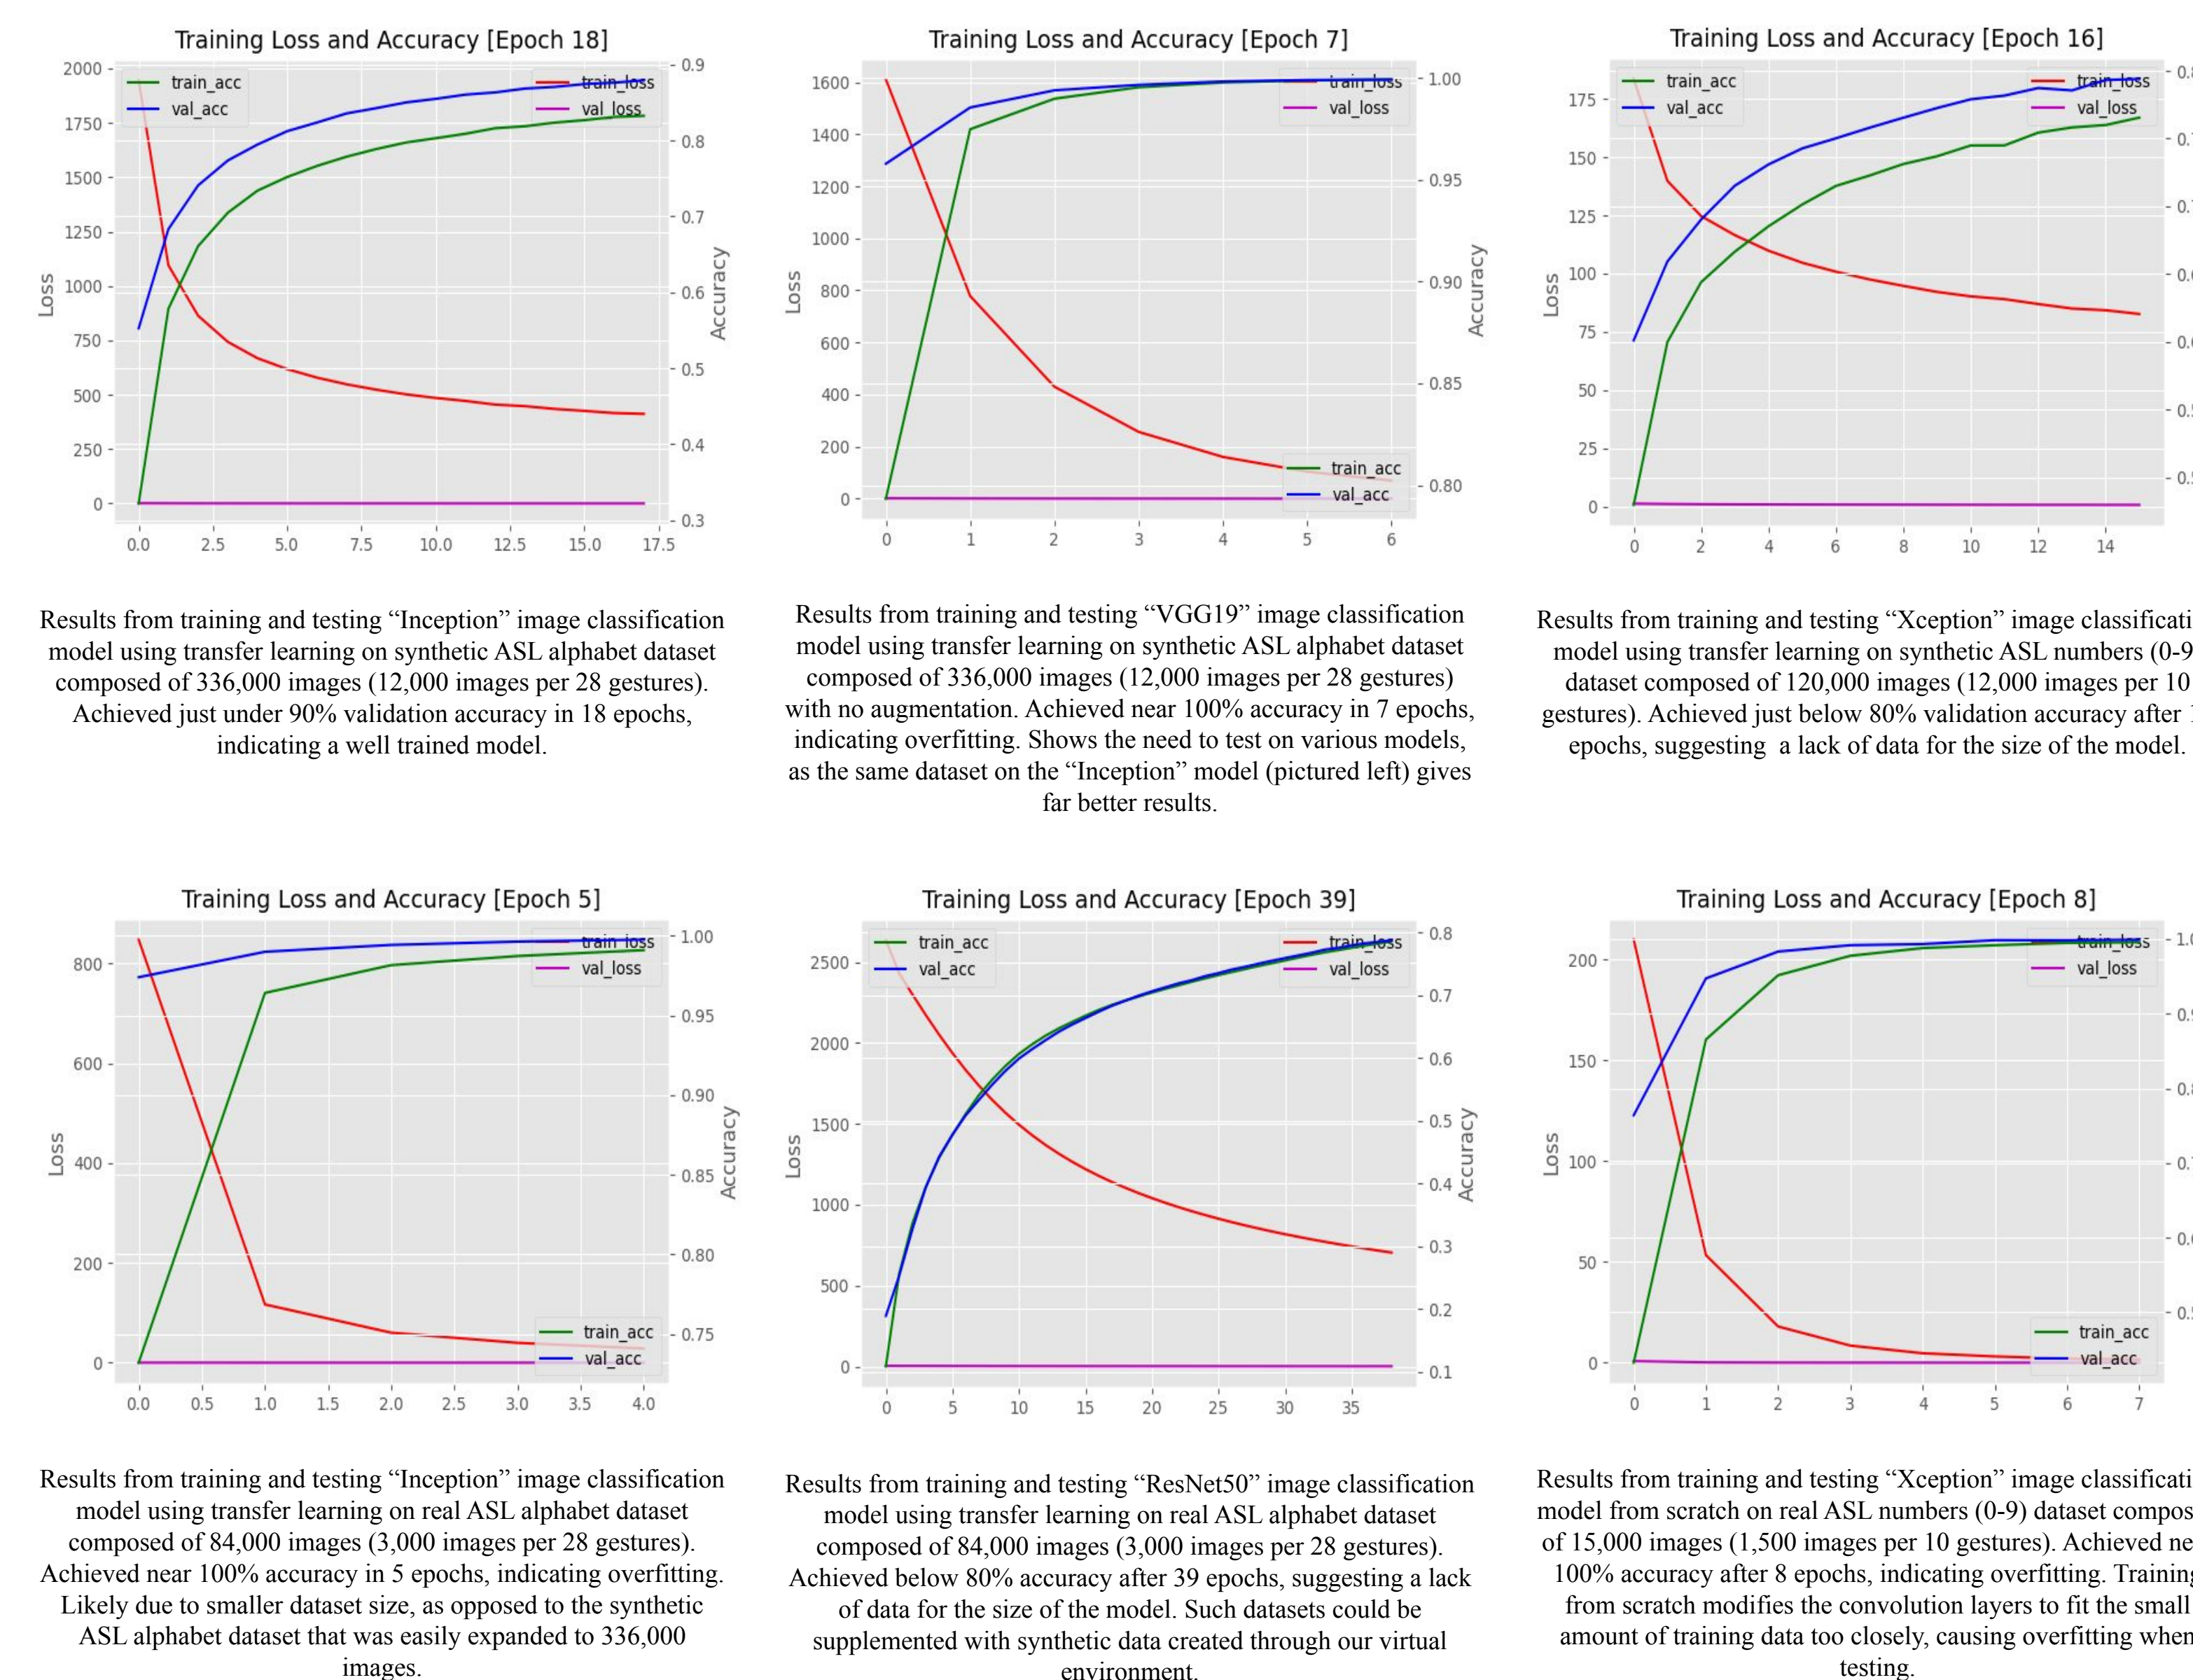 Training Loss and Accuracy [Epoch 18]
train_acc
val_acc
train_loss
val_loss
2000
1750
1500
1250
1000
750
500
250
0
Loss
0.9
0.8
0.7
0.6
0.5
0.4
0.3
Accuracy
0.0 2.5 5.0 7.5 10.0 12.5 15.0 17.5
Results from training and testing “Inception” image classification
model using transfer learning on synthetic ASL alphabet dataset
composed of 336,000 images (12,000 images per 28 gestures).
Achieved just under 90% validation accuracy in 18 epochs,
indicating a well trained model.
Training Loss and Accuracy [Epoch 7]
train_loss
val_loss
train_acc
val_acc
1600
1400
1200
1000
800
600
400
200
0
Loss
1.00
0.95
0.90
0.85
0.80
Accuracy
0 1 2 3 4 5 6
Results from training and testing “VGG19” image classification
model using transfer learning on synthetic ASL alphabet dataset
composed of 336,000 images (12,000 images per 28 gestures)
with no augmentation. Achieved near 100% accuracy in 7 epochs,
indicating overfitting. Shows the need to test on various models,
as the same dataset on the “Inception” model (pictured left) gives
far better results.
Training Loss and Accuracy [Epoch 16]
train_acc
val_acc
train_loss
val_loss
175
150
125
100
75
50
25
0
Loss
0 2 4 6 8 10 12 14
Results from training and testing “Xception” image
model using transfer learning on synthetic ASL numbers
dataset composed of 120,000 images (12,000 images per 10
gestures). Achieved just below 80% validation accuracy after
epochs, suggesting a lack of data for the size of the model.
Training Loss and Accuracy [Epoch 5]
train_loss
val_loss
train_acc
val_acc
800
600
400
200
0
Loss
1.00
0.95
0.90
0.85
0.80
0.75
Accuracy
0.0 0.5 1.0 1.5 2.0 2.5 3.0 3.5 4.0
Results from training and testing “Inception” image classification
model using transfer learning on real ASL alphabet dataset
composed of 84,000 images (3,000 images per 28 gestures).
Achieved near 100% accuracy in 5 epochs, indicating overfitting.
Likely due to smaller dataset size, as opposed to the synthetic
ASL alphabet dataset that was easily expanded to 336,000
images.
Training Loss and Accuracy [Epoch 39]
train_acc
val_acc
train_loss
val_loss
2500
2000
1500
1000
500
0
Loss
0.8
0.7
0.6
0.5
0.4
0.3
0.2
0.1
Accuracy
0 5 10 15 20 25 30 35
Results from training and testing “ResNet50” image classification
model using transfer learning on real ASL alphabet dataset
composed of 84,000 images (3,000 images per 28 gestures).
Achieved below 80% accuracy after 39 epochs, suggesting a lack
of data for the size of the model. Such datasets could be
supplemented with synthetic data created through our virtual
environment.
Training Loss and Accuracy [Epoch 8]
train_loss
val_loss
train_acc
val_acc
200
150
100
50
0
Loss
0 1 2 3 4 5 6 7
Results from training and testing “Xception” image
model from scratch on real ASL numbers (0-9) dataset
of 15,000 images (1,500 images per 10 gestures). Achieved
100% accuracy after 8 epochs, indicating overfitting. Training
from scratch modifies the convolution layers to fit the small
amount of training data too closely, causing overfitting when
testing.